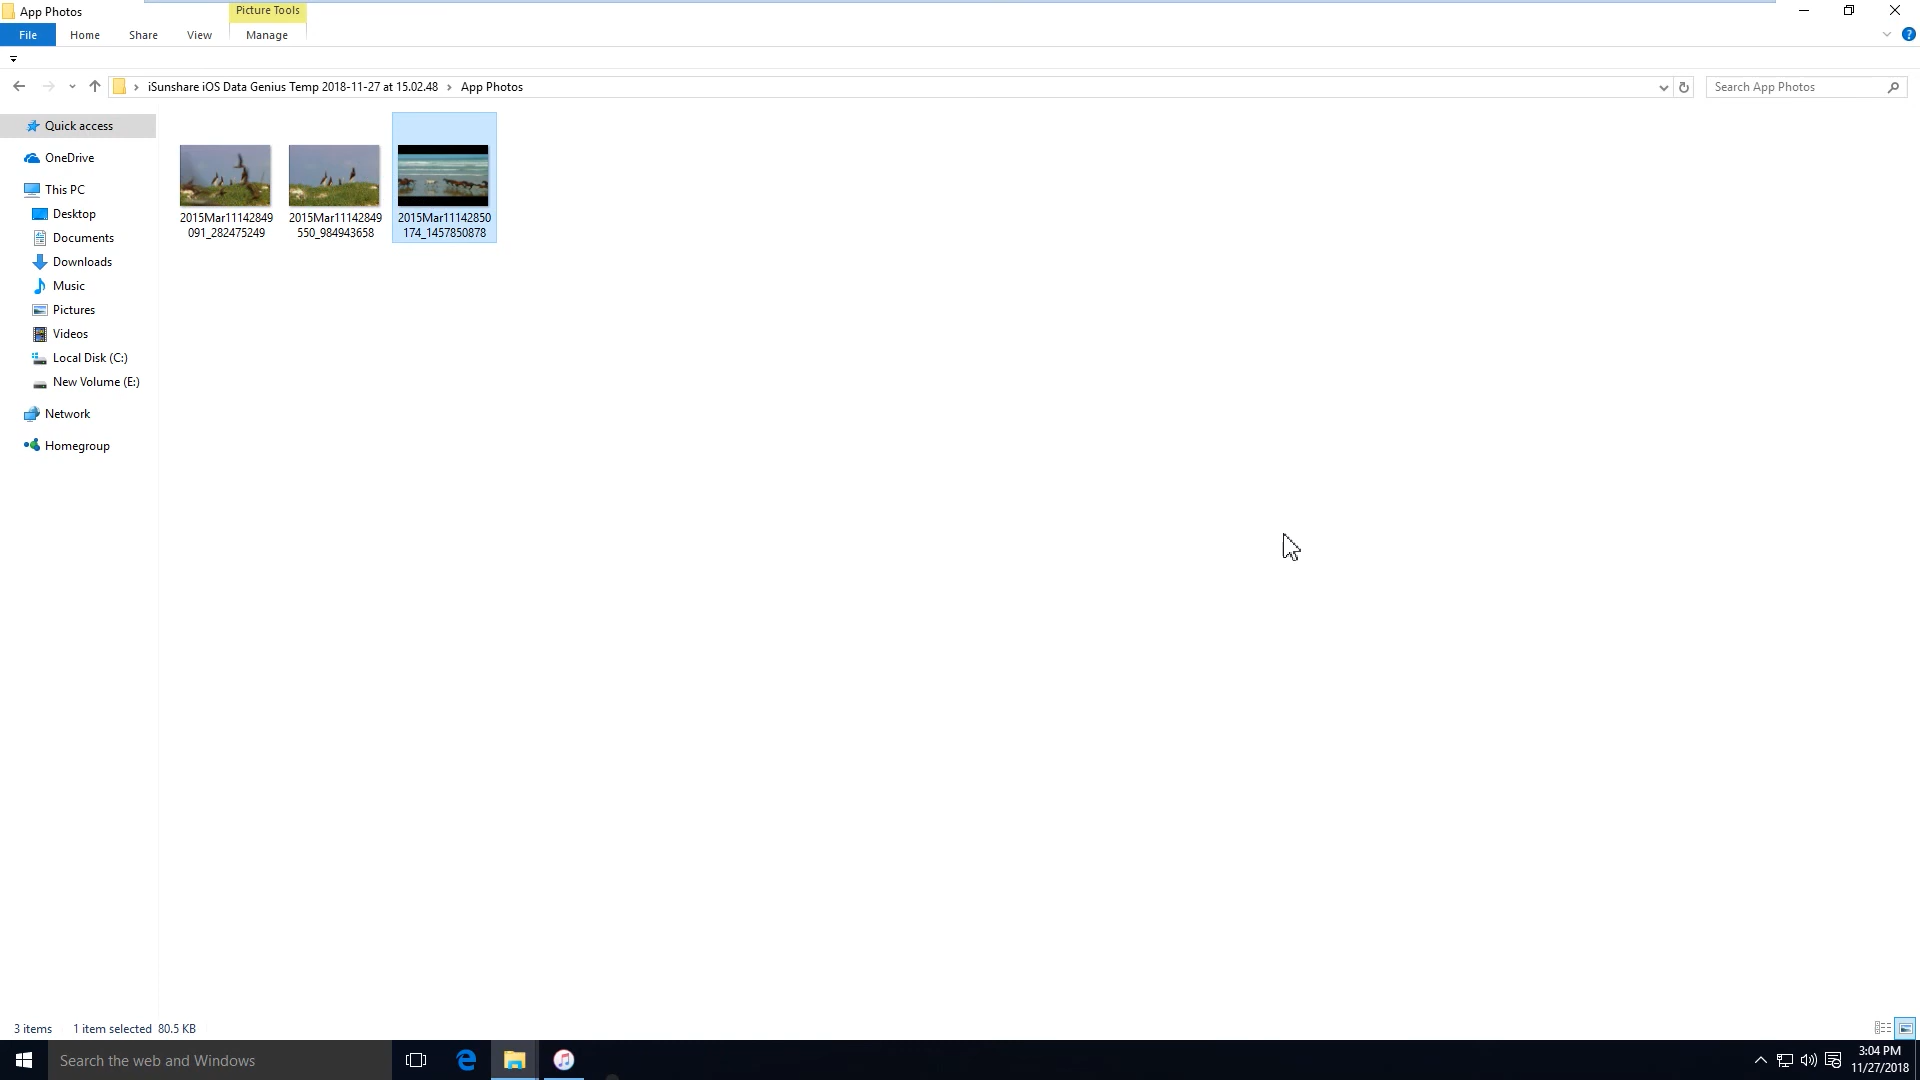 App Photos
Picture Tools
File
Home
Share
View
Manage
iSunshare iOS Data Genius Temp 2018-11-27 at 15.02.48
App Photos
Search App Photos
Quick access
OneDrive
This PC
Desktop
Documents
Downloads
Music
Pictures
Videos
Local Disk (C:)
New Volume (E:)
Network
Homegroup
2015Mar11142849
091_282475249
2015Mar11142849
550_984943658
2015Mar11142850
174_1457850878
3 items
1 item selected 80.5 KB
Search the web and Windows
3:04 PM
11/27/2018